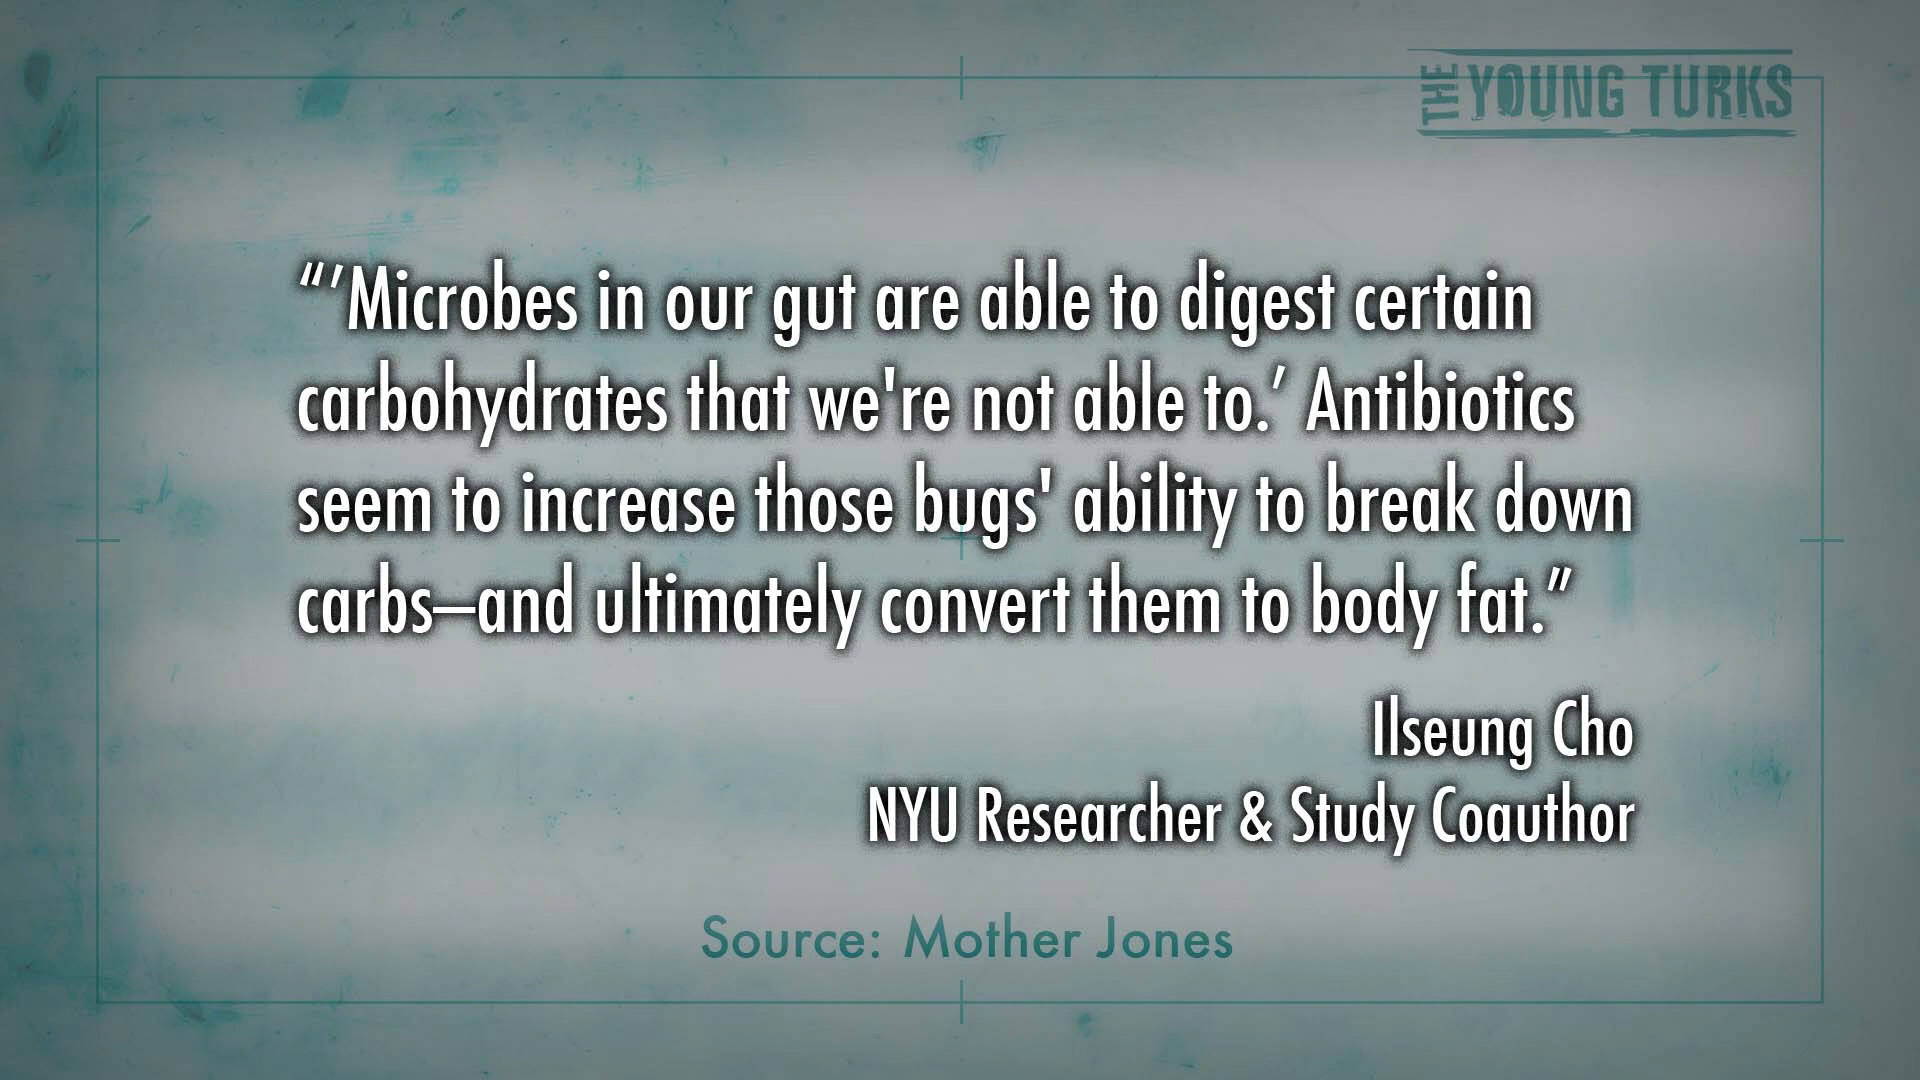 THE YOUNG TURKS
“‘Microbes in our gut are able to digest certain
carbohydrates that we're not able to.’ Antibiotics
seem to increase those bugs' ability to break down
carbs—and ultimately convert them to body fat.”
Ilseung Cho
NYU Researcher & Study Coauthor
Source: Mother Jones